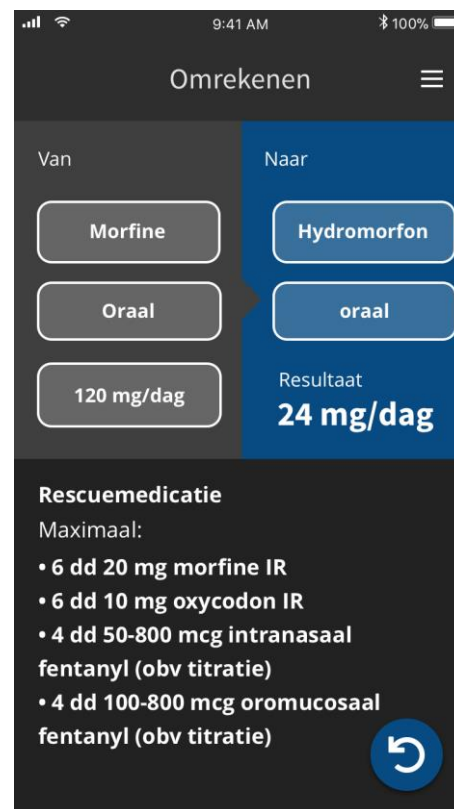 9:41 AM
100%
Omrekenen
Van
Naar
Morfine
Hydromorfon
Oraal
oraal
120 mg/dag
Resultaat
24 mg/dag
Rescuemedicatie
Maximaal:
• 6 dd 20 mg morfine IR
• 6 dd 10 mg oxycodon IR
• 4 dd 50-800 mcg intranasaal
fentanyl (obv titratie)
• 4 dd 100-800 mcg oromucosaal
fentanyl (obv titratie)